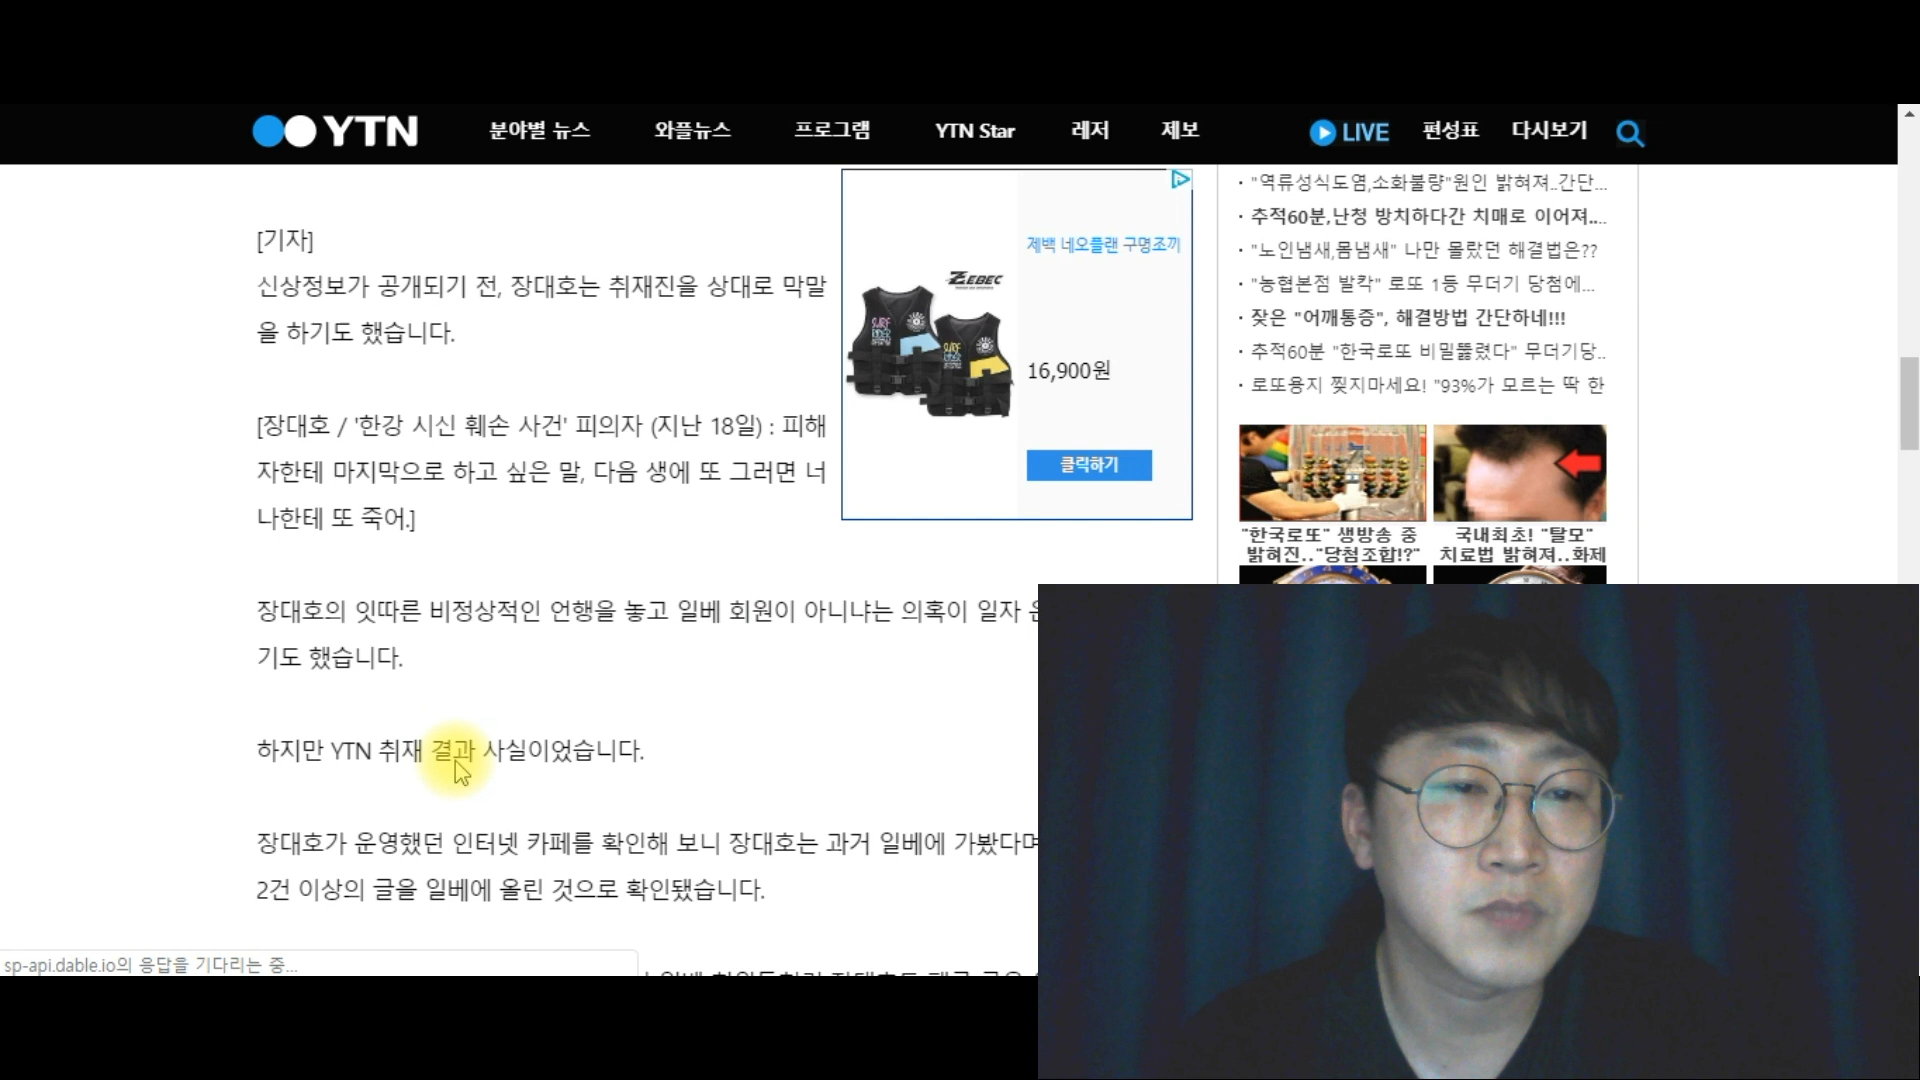 YTN
분야별 뉴스 와플뉴스 프로그램 YTN Star 레저 제보 LIVE 편성표 다시보기
[기자]
신상정보가 공개되기 전, 장대호는 취재진을 상대로 막말
을 하기도 했습니다.
[장대호 / '한강 시신 훼손 사건' 피의자 (지난 18일) : 피해
자한테 마지막으로 하고 싶은 말, 다음 생에 또 그러면 너
나한테 또 죽어.]
장대호의 잇따른 비정상적인 언행을 놓고 일베 회원이 아니냐는 의혹이 일자
기도 했습니다.
하지만 YTN 취재 결과 사실이었습니다.
장대호가 운영했던 인터넷 카페를 확인해 보니 장대호는 과거 일베에 가봤다며
2건 이상의 글을 일베에 올린 것으로 확인됐습니다.
sp-api.dable.io의 응답을 기다리는 중...
제백 네오플랜 구명조끼
ZEBEC
SURF
RIDER
SURF
RIDER
16,900원
클릭하기
· "역류성식도염,소화불량"원인 밝혀져..간단...
· 추적60분,난청 방치하다간 치매로 이어져....
· "노인냄새,몸냄새" 나만 몰랐던 해결법은??
· "농협본점 발칵" 로또 1등 무더기 당첨에...
· 잦은 "어깨통증", 해결방법 간단하네!!!
· 추적60분 "한국로또 비밀뚫렸다" 무더기당..
· 로또용지 찢지마세요! "93%가 모르는 딱 한
"한국로또" 생방송 중
밝혀진.."당첨조합!?"
국내최초! "탈모"
치료법 밝혀져..화제